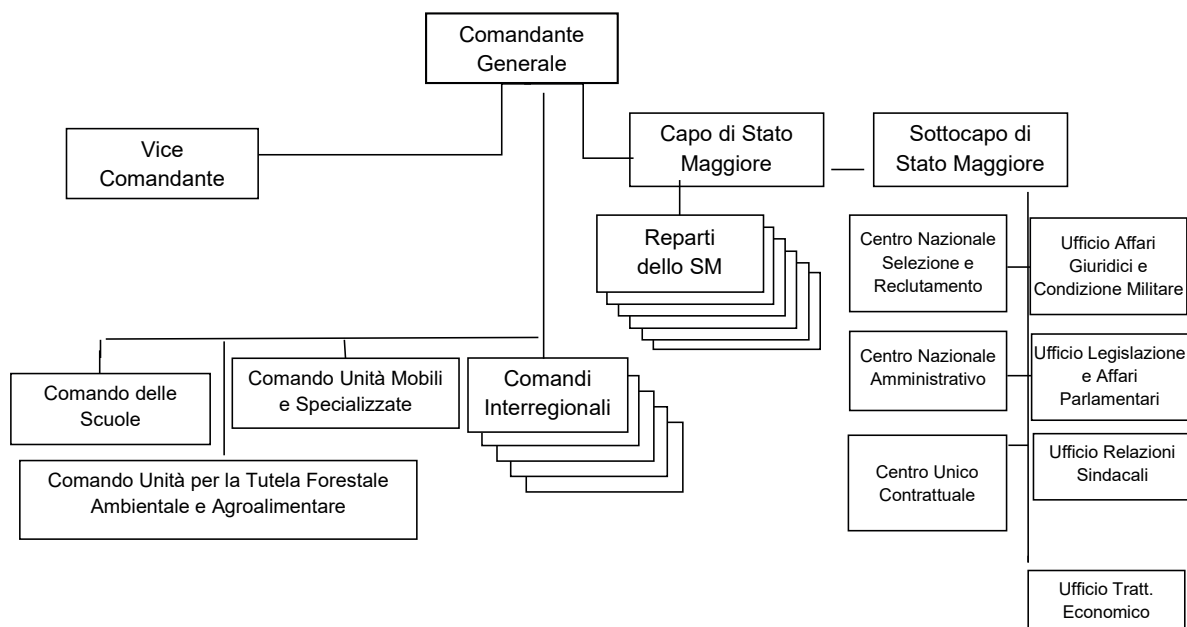 Comandante
Generale
Vice
Comandante
Capo di Stato
Maggiore
Sottocapo di
Stato Maggiore
Reparti
dello SM
Centro Nazionale
Selezione e
Reclutamento
Ufficio Affari
Giuridici e
Condizione Militare
Comando delle
Scuole
Comando Unità Mobili
e Specializzate
Comandi
Interregionali
Centro Nazionale
Amministrativo
Ufficio Legislazione
e Affari
Parlamentari
Comando Unità per la Tutela Forestale
Ambientale e Agroalimentare
Centro Unico
Contrattuale
Ufficio Relazioni
Sindacali
Ufficio Tratt.
Economico